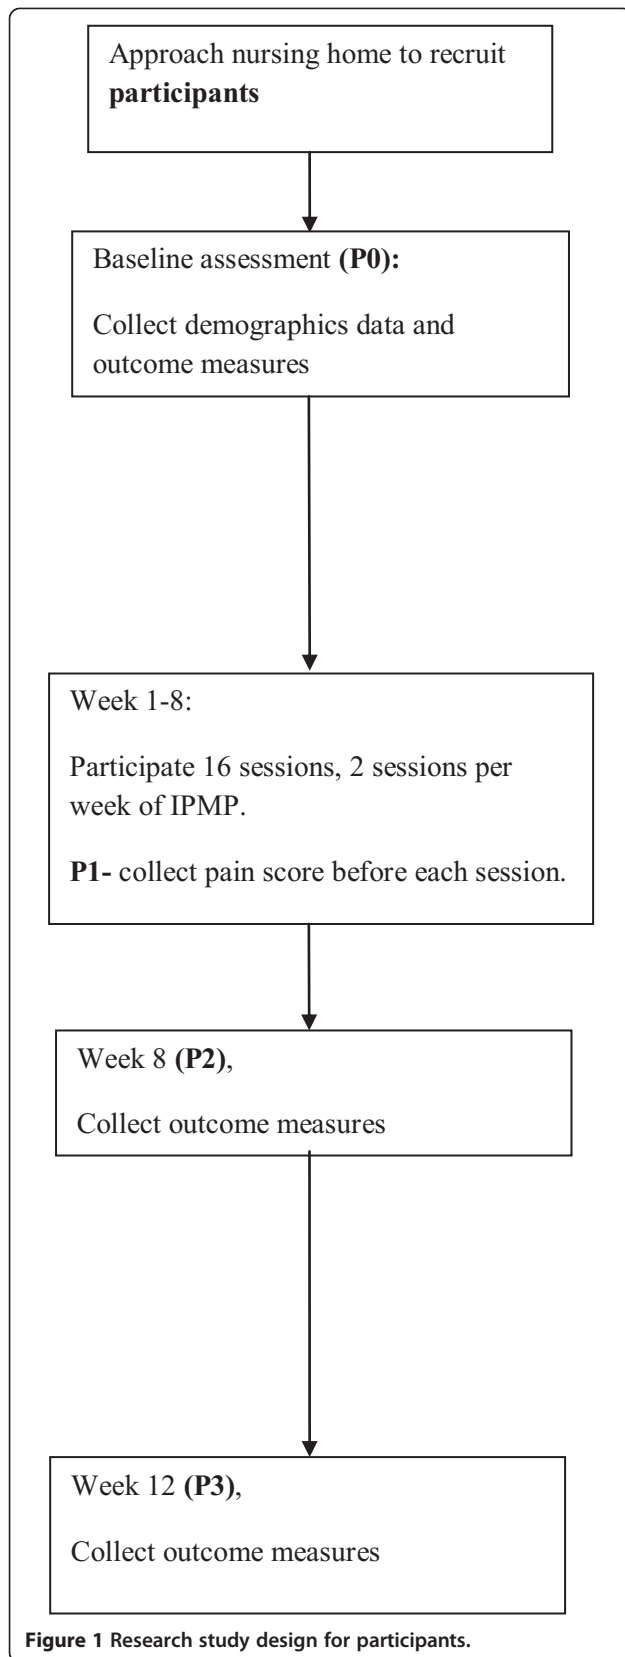 Approach nursing home to recruit
participants
Baseline assessment (P0):
Collect demographics data and
outcome measures
Week 1-8:
Participate 16 sessions, 2 sessions per
week of IPMP.
P1- collect pain score before each session.
Week 8 (P2),
Collect outcome measures
Week 12 (P3),
Collect outcome measures
Figure 1 Research study design for participants.